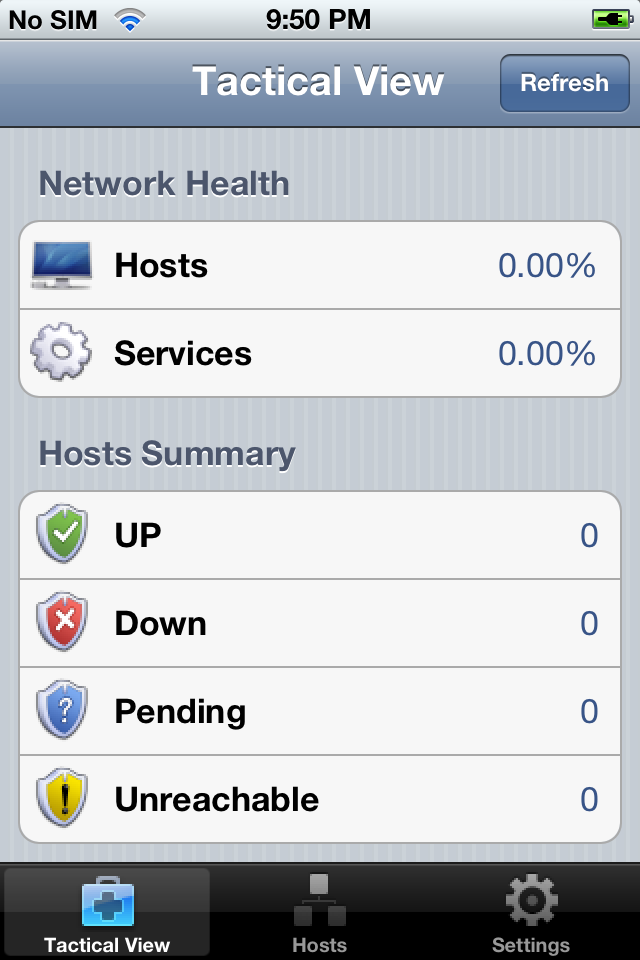 No SIM 9:50 PM
Tactical View Refresh
Network Health
Hosts 0.00%
Services 0.00%
Hosts Summary
UP 0
Down 0
Pending 0
Unreachable 0
Tactical View Hosts Settings